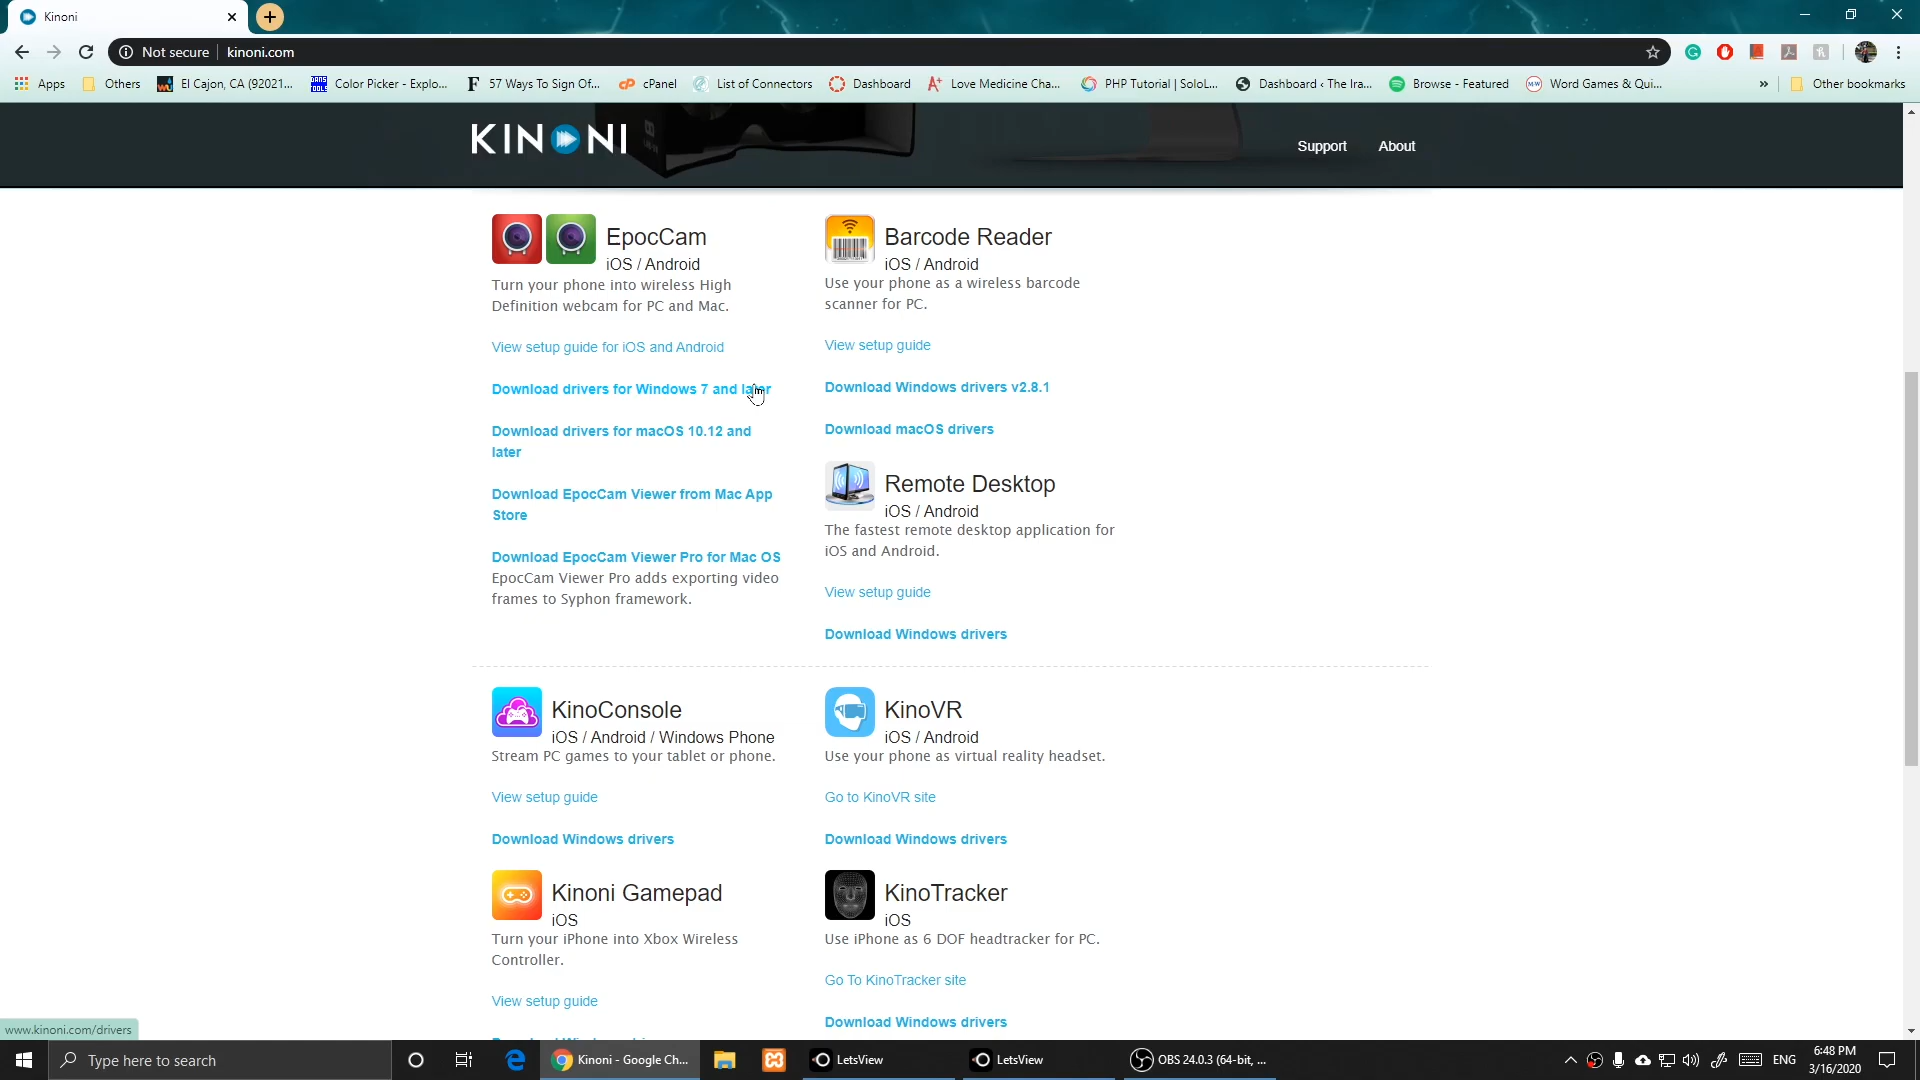 Kinoni
Not secure
kinoni.com
Apps
Others
El Cajon, CA (92021...
Color Picker - Explo...
57 Ways To Sign Of...
cPanel
List of Connectors
Dashboard
Love Medicine Cha...
PHP Tutorial | SoloL...
Dashboard ‹ The Ira...
Browse - Featured
Word Games & Qui...
»
Other bookmarks
KINONI
Support
About
EpocCam
iOS / Android
Turn your phone into wireless High
Definition webcam for PC and Mac.
View setup guide for iOS and Android
Download drivers for Windows 7 and later
Download drivers for macOS 10.12 and
later
Download EpocCam Viewer from Mac App
Store
Download EpocCam Viewer Pro for Mac OS
EpocCam Viewer Pro adds exporting video
frames to Syphon framework.
Barcode Reader
iOS / Android
Use your phone as a wireless barcode
scanner for PC.
View setup guide
Download Windows drivers v2.8.1
Download macOS drivers
Remote Desktop
iOS / Android
The fastest remote desktop application for
iOS and Android.
View setup guide
Download Windows drivers
KinoConsole
iOS / Android / Windows Phone
Stream PC games to your tablet or phone.
View setup guide
Download Windows drivers
KinoVR
iOS / Android
Use your phone as virtual reality headset.
Go to KinoVR site
Download Windows drivers
Kinoni Gamepad
iOS
Turn your iPhone into Xbox Wireless
Controller.
View setup guide
KinoTracker
iOS
Use iPhone as 6 DOF headtracker for PC.
Go To KinoTracker site
Download Windows drivers
www.kinoni.com/drivers
Type here to search
Kinoni - Google Ch...
LetsView
LetsView
OBS 24.0.3 (64-bit, ...
ENG
6:48 PM
3/16/2020